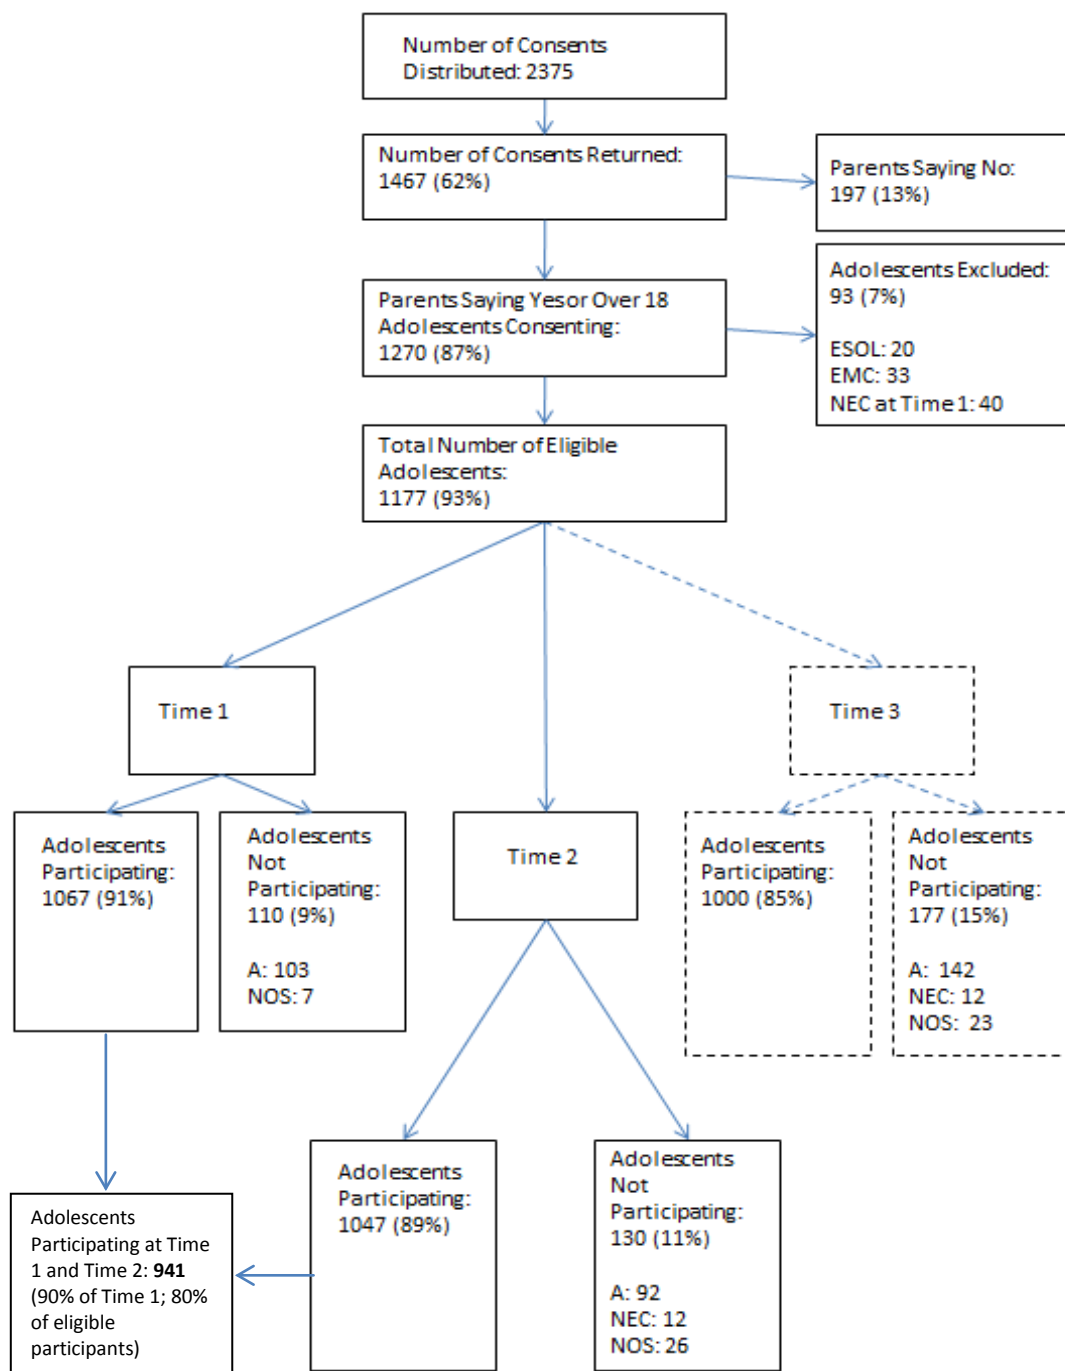 Number of Consents
Distributed: 2375
Number of Consents Returned:
1467 (62%)
Parents Saying No:
197 (13%)
Parents Saying Yes or Over 18
Adolescents Consenting:
1270 (87%)
Adolescents Excluded:
93 (7%)
ESOL: 20
EMC: 33
NEC at Time 1: 40
Total Number of Eligible
Adolescents:
1177 (93%)
Time 1
Time 3
Adolescents
Participating:
1067 (91%)
Adolescents
Not
Participating:
110 (9%)
A: 103
NOS: 7
Time 2
Adolescents
Participating:
1000 (85%)
Adolescents
Not
Participating:
177 (15%)
A: 142
NEC: 12
NOS: 23
Adolescents
Participating at Time
1 and Time 2: 941
(90% of Time 1; 80%
of eligible
participants)
Adolescents
Participating:
1047 (89%)
Adolescents
Not
Participating:
130 (11%)
A: 92
NEC: 12
NOS: 26